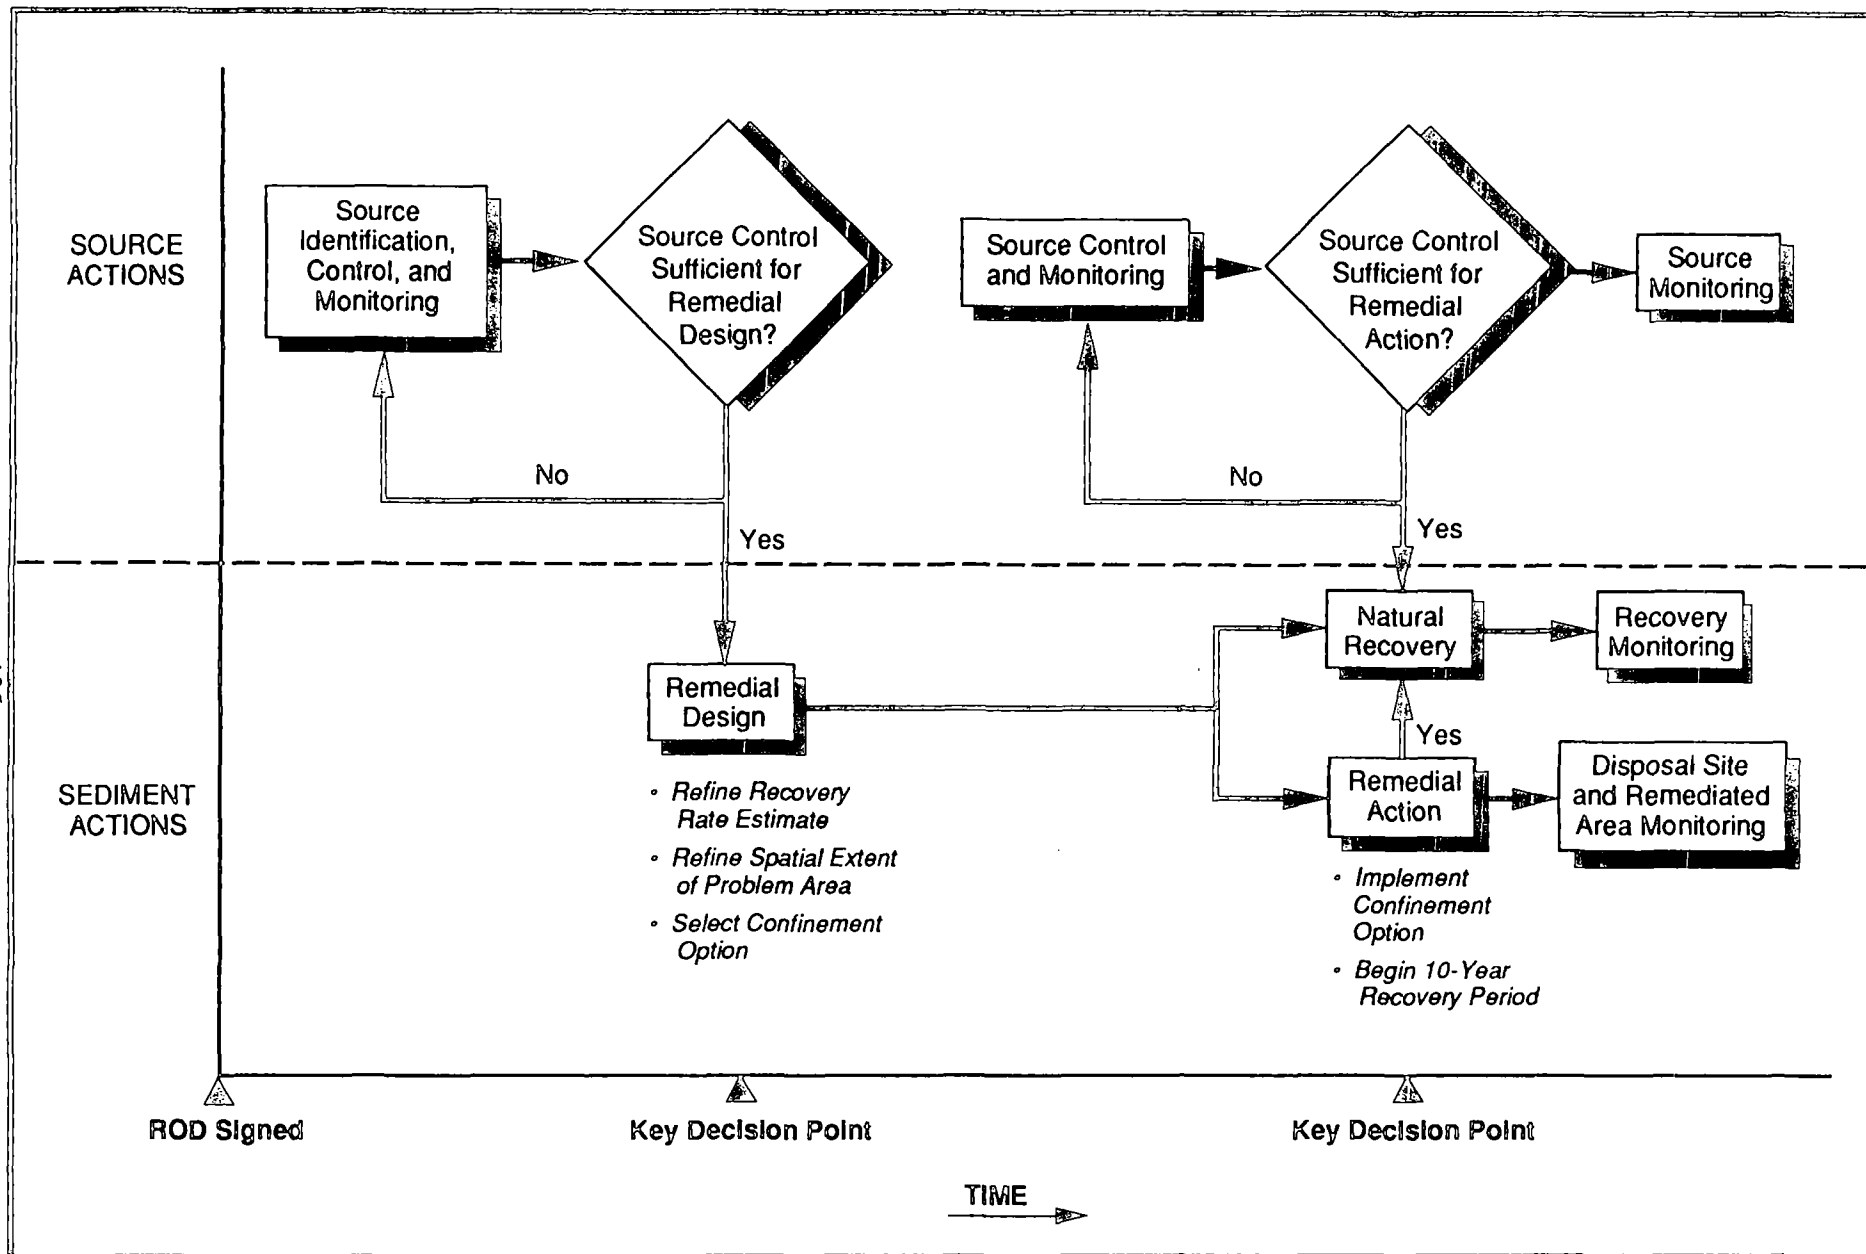 SOURCE
ACTIONS
Source
Identification,
Control, and
Monitoring
Source Control
Sufficient for
Remedial
Design?
No
Yes
Source Control
and Monitoring
Source Control
Sufficient for
Remedial
Action?
No
Yes
Source
Monitoring
SEDIMENT
ACTIONS
Remedial
Design
• Refine Recovery
Rate Estimate
• Refine Spatial Extent
of Problem Area
• Select Confinement
Option
Natural
Recovery
Recovery
Monitoring
Yes
Remedial
Action
• Implement
Confinement
Option
• Begin 10-Year
Recovery Period
Disposal Site
and Remediated
Area Monitoring
ROD Signed
Key Decision Point
Key Decision Point
TIME